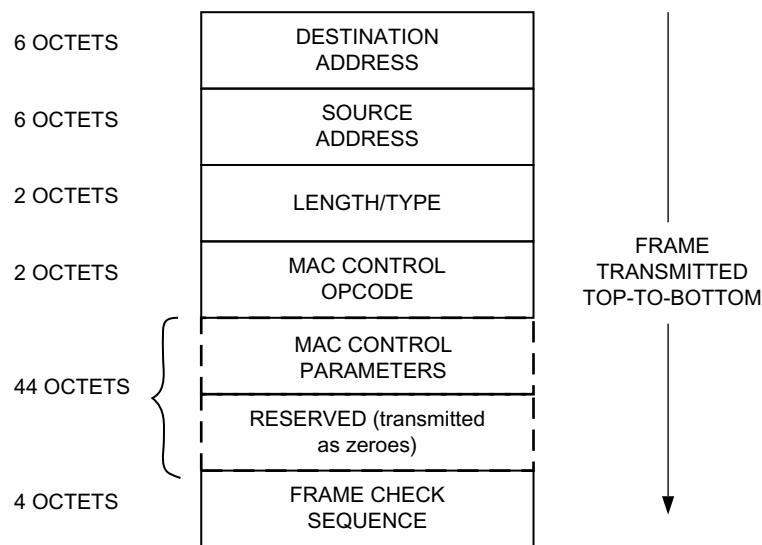 6 OCTETS
DESTINATION
ADDRESS
6 OCTETS
SOURCE
ADDRESS
2 OCTETS
LENGTH/TYPE
2 OCTETS
MAC CONTROL
OPCODE
44 OCTETS
MAC CONTROL
PARAMETERS
RESERVED (transmitted
as zeroes)
4 OCTETS
FRAME CHECK
SEQUENCE
FRAME
TRANSMITTED
TOP-TO-BOTTOM